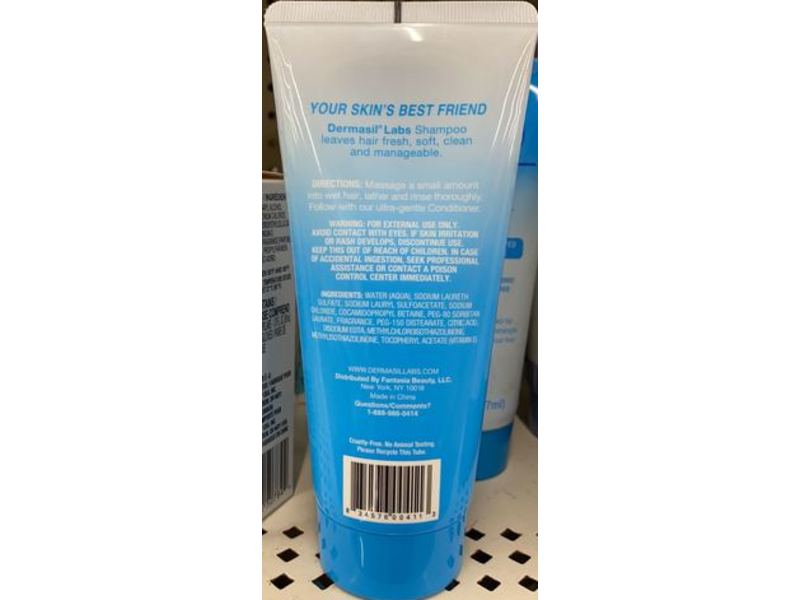 YOUR SKIN'S BEST FRIEND
Dermasil® Labs Shampoo
leaves hair fresh, soft, clean
and manageable.
DIRECTIONS: Massage a small amount
into wet hair, lather and rinse thoroughly.
Follow with our ultra-gentle Conditioner.
WARNING: FOR EXTERNAL USE ONLY.
AVOID CONTACT WITH EYES. IF SKIN IRRITATION
OR RASH DEVELOPS, DISCONTINUE USE.
KEEP THIS OUT OF REACH OF CHILDREN. IN CASE
OF ACCIDENTAL INGESTION, SEEK PROFESSIONAL
ASSISTANCE OR CONTACT A POISON
CONTROL CENTER IMMEDIATELY.
INGREDIENTS: WATER (AQUA), SODIUM LAURETH
SULFATE, SODIUM LAURYL SULFOACETATE, SODIUM
CHLORIDE, COCAMIDOPROPYL BETAINE, PEG-80 SORBITAN
LAURATE, FRAGRANCE, PEG-150 DISTEARATE, CITRIC ACID,
DISODIUM EDTA, METHYLCHLOROISOTHIAZOLINONE,
METHYLISOTHIAZOLINONE, TOCOPHERYL ACETATE (VITAMIN E)
WWW.DERMASILLABS.COM
Distributed By Fantasia Beauty, LLC.
New York, NY 10018
Made in China
Questions/Comments?
1-888-986-0414
Cruelty-Free. No Animal Testing.
Please Recycle This Tube.
7ml)